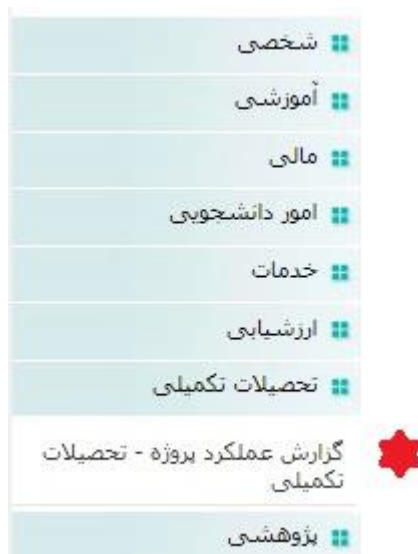 شخصی
آموزشی
مالی
امور دانشجویی
خدمات
ارزشیابی
تحصیلات تکمیلی
گزارش عملکرد پروژه - تحصیلات
تکمیلی
پژوهشی